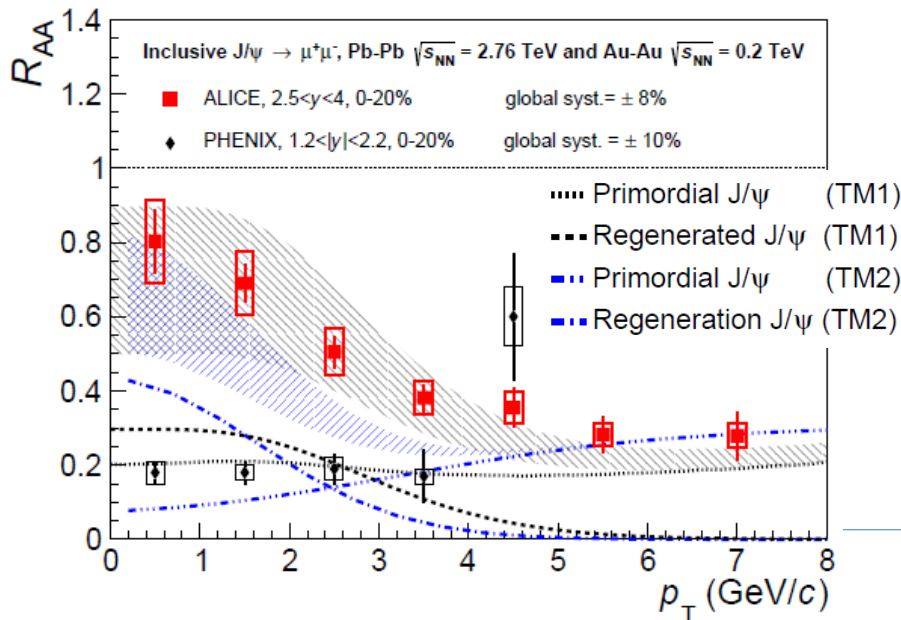 R_AA
Inclusive J/ψ → μ⁺μ⁻, Pb-Pb √s_NN = 2.76 TeV and Au-Au √s_NN = 0.2 TeV
ALICE, 2.5<y<4, 0-20% global syst.= ± 8%
PHENIX, 1.2<|y|<2.2, 0-20% global syst. = ± 10%
Primordial J/ψ (TM1)
Regenerated J/ψ (TM1)
Primordial J/ψ (TM2)
Regeneration J/ψ (TM2)
1.4
1.2
1
0.8
0.6
0.4
0.2
0
0 1 2 3 4 5 6 7 8
p_T (GeV/c)